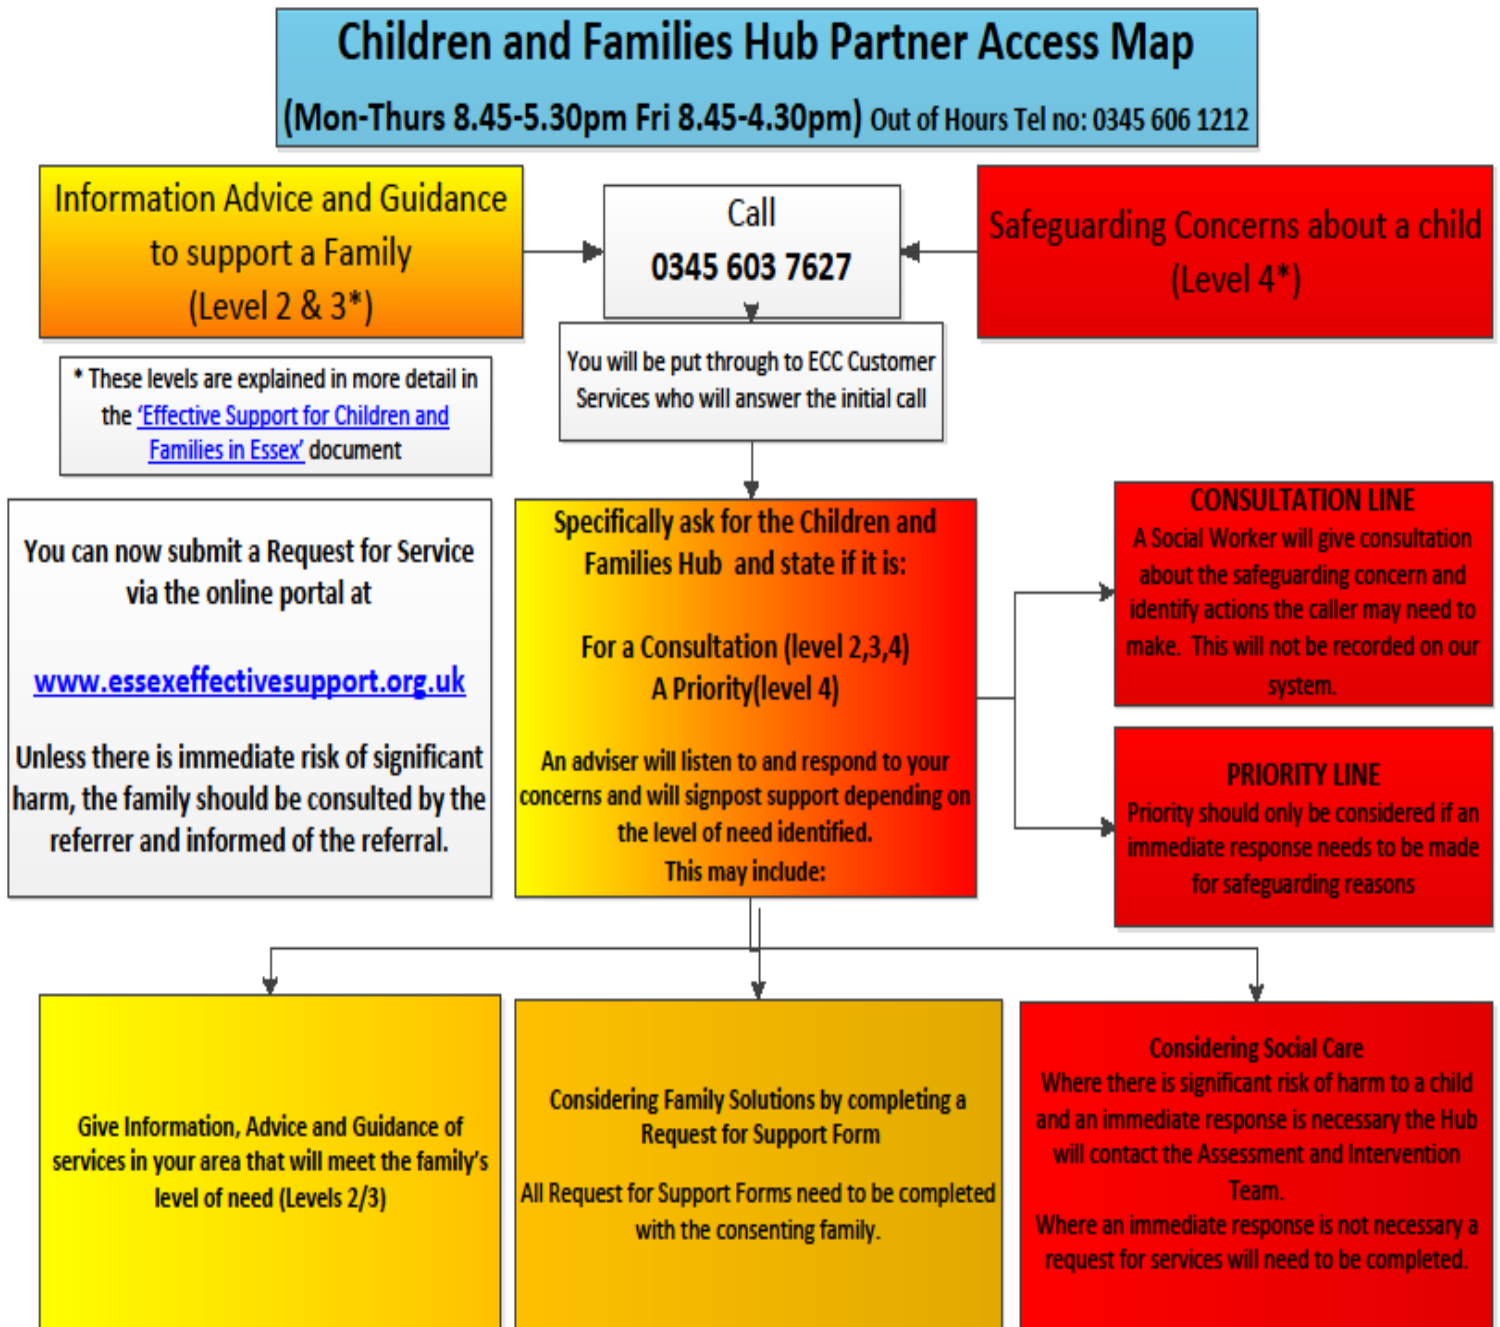 Children and Families Hub Partner Access Map
(Mon-Thurs 8.45-5.30pm Fri 8.45-4.30pm) Out of Hours Tel no: 0345 606 1212
Information Advice and Guidance
to support a Family
(Level 2 & 3*)
Call
0345 603 7627
Safeguarding Concerns about a child
(Level 4*)
You will be put through to ECC Customer
Services who will answer the initial call
* These levels are explained in more detail in
the 'Effective Support for Children and
Families in Essex' document
You can now submit a Request for Service
via the online portal at
www.essexeffectivesupport.org.uk
Unless there is immediate risk of significant
harm, the family should be consulted by the
referrer and informed of the referral.
Specifically ask for the Children and
Families Hub and state if it is:
For a Consultation (level 2,3,4)
A Priority(level 4)
An adviser will listen to and respond to your
concerns and will signpost support depending on
the level of need identified.
This may include:
CONSULTATION LINE
A Social Worker will give consultation
about the safeguarding concern and
identify actions the caller may need to
make. This will not be recorded on our
system.
PRIORITY LINE
Priority should only be considered if an
immediate response needs to be made
for safeguarding reasons
Give Information, Advice and Guidance of
services in your area that will meet the family's
level of need (Levels 2/3)
Considering Family Solutions by completing a
Request for Support Form
All Request for Support Forms need to be completed
with the consenting family.
Considering Social Care
Where there is significant risk of harm to a child
and an immediate response is necessary the Hub
will contact the Assessment and Intervention
Team.
Where an immediate response is not necessary a
request for services will need to be completed.